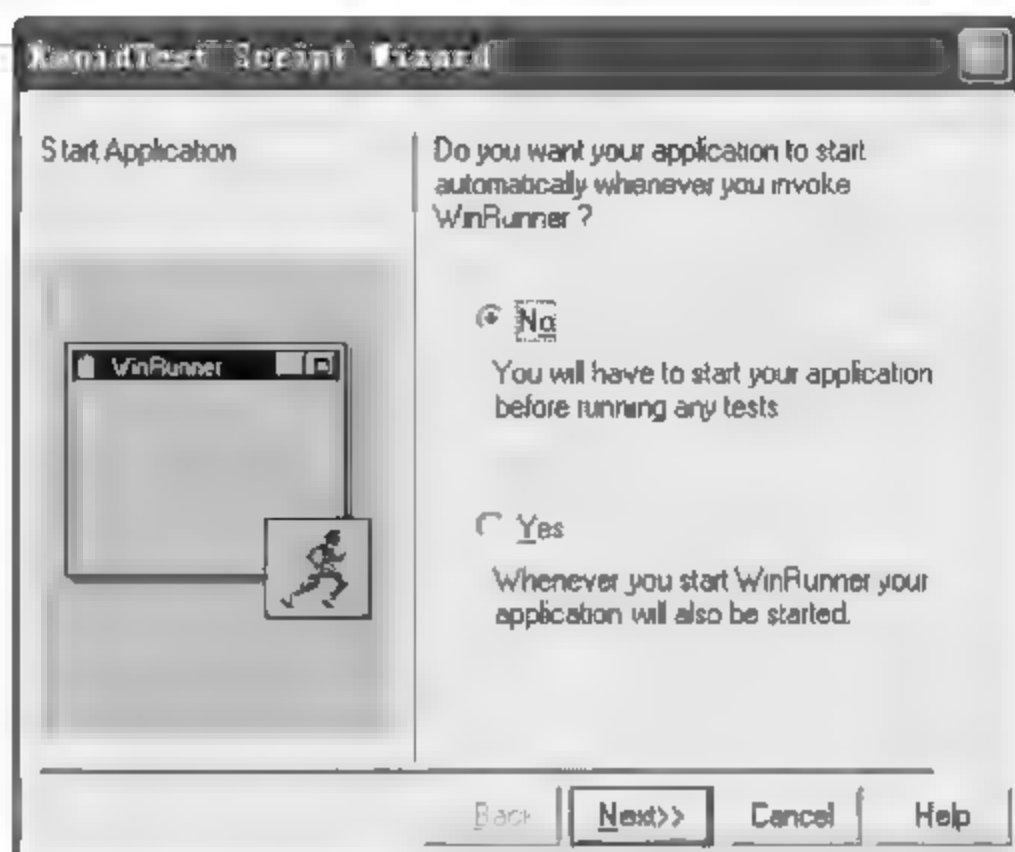 RapidTest Script Wizard
Start Application
Do you want your application to start
automatically whenever you invoke
WinRunner ?
WinRunner
No
You will have to start your application
before running any tests
Yes
Whenever you start WinRunner your
application will also be started.
Back
Next>>
Cancel
Help